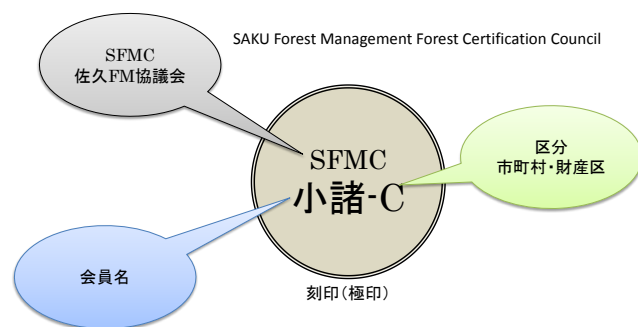 SFMC
佐久FM協議会
SAKU Forest Management Forest Certification Council
SFMC
小諸-C
区分
市町村・財産区
会員名
刻印(極印)